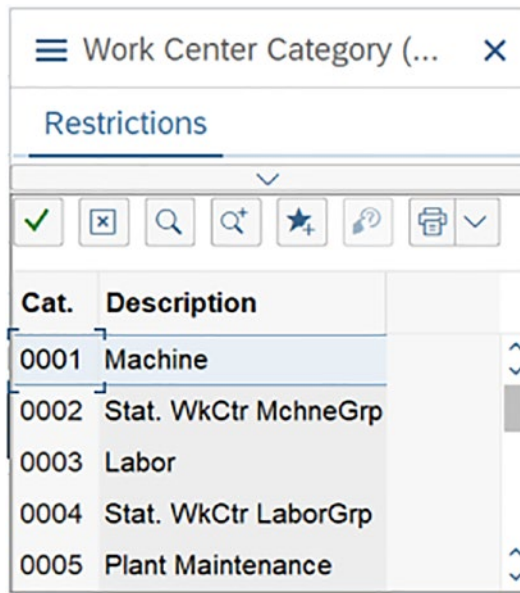 Work Center Category (...
Restrictions
Cat. Description
0001 Machine
0002 Stat. WkCtr MchneGrp
0003 Labor
0004 Stat. WkCtr LaborGrp
0005 Plant Maintenance